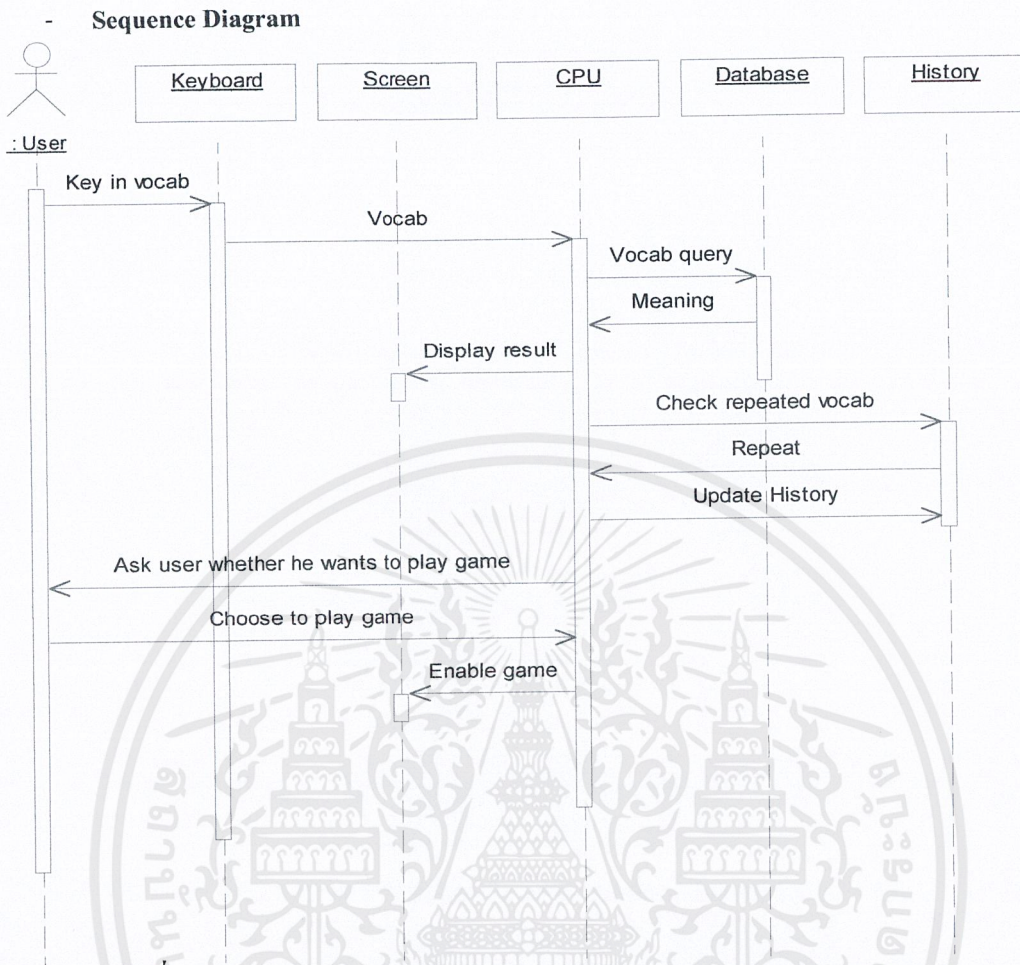 - Sequence Diagram
Keyboard Screen CPU Database History
: User
Key in vocab
Vocab
Vocab query
Meaning
Display result
Check repeated vocab
Repeat
Update History
Ask user whether he wants to play game
Choose to play game
Enable game